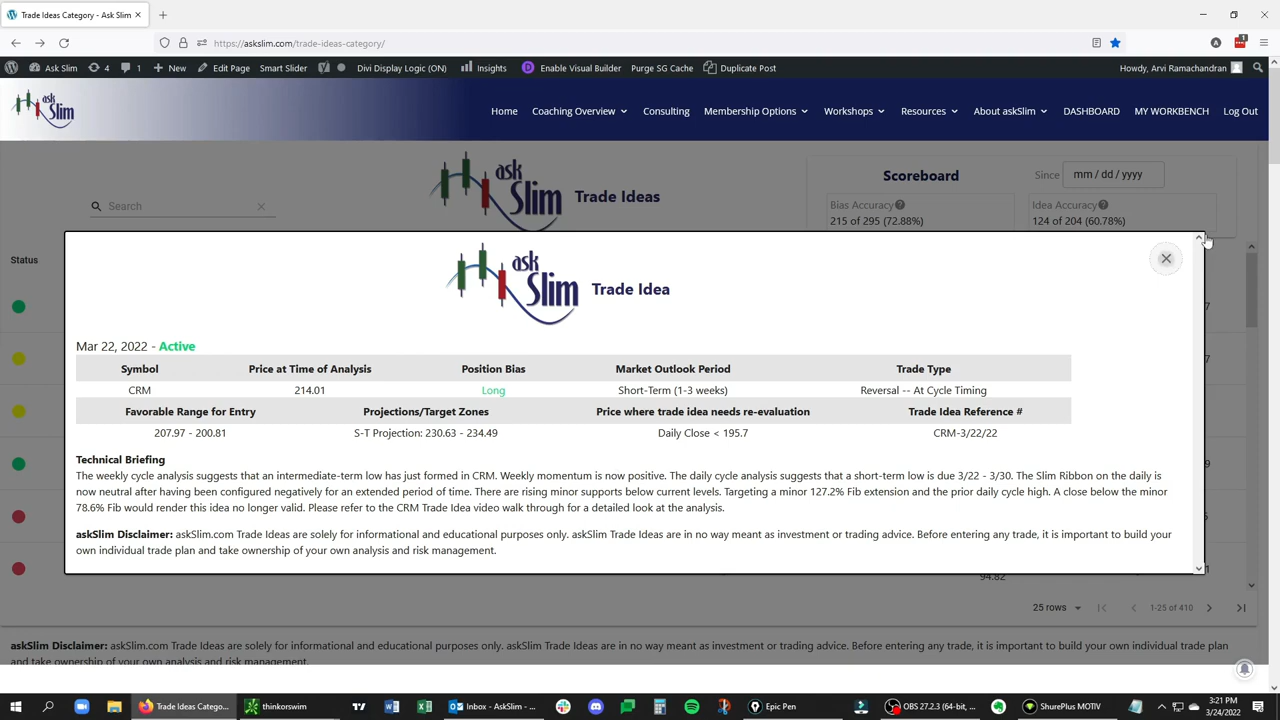 Trade Ideas Category - Ask Slim
https://askslim.com/trade-ideas-category/
Ask Slim 4 1 New Edit Page Smart Slider Divi Display Logic (ON) Insights Enable Visual Builder Purge SG Cache Duplicate Post Howdy, Arvi Ramachandran
ask Slim
Home Coaching Overview Consulting Membership Options Workshops Resources About askSlim DASHBOARD MY WORKBENCH Log Out
ask Slim Trade Ideas
Search
Scoreboard Since mm / dd / yyyy
Bias Accuracy Idea Accuracy
215 of 295 (72.88%) 124 of 204 (60.78%)
Status
ask Slim Trade Idea
Mar 22, 2022 - Active
Symbol Price at Time of Analysis Position Bias Market Outlook Period Trade Type
CRM 214.01 Long Short-Term (1-3 weeks) Reversal -- At Cycle Timing
Favorable Range for Entry Projections/Target Zones Price where trade idea needs re-evaluation Trade Idea Reference #
207.97 - 200.81 S-T Projection: 230.63 - 234.49 Daily Close < 195.7 CRM-3/22/22
Technical Briefing
The weekly cycle analysis suggests that an intermediate-term low has just formed in CRM. Weekly momentum is now positive. The daily cycle analysis suggests that a short-term low is due 3/22 - 3/30. The Slim Ribbon on the daily is
now neutral after having been configured negatively for an extended period of time. There are rising minor supports below current levels. Targeting a minor 127.2% Fib extension and the prior daily cycle high. A close below the minor
78.6% Fib would render this idea no longer valid. Please refer to the CRM Trade Idea video walk through for a detailed look at the analysis.
askSlim Disclaimer: askSlim.com Trade Ideas are solely for informational and educational purposes only. askSlim Trade Ideas are in no way meant as investment or trading advice. Before entering any trade, it is important to build your
own individual trade plan and take ownership of your own analysis and risk management.
94.82
25 rows 1-25 of 410
askSlim Disclaimer: askSlim.com Trade Ideas are solely for informational and educational purposes only. askSlim Trade Ideas are in no way meant as investment or trading advice. Before entering any trade, it is important to build your individual trade plan
and take ownership of your own analysis and risk management.
Trade Ideas Catego... thinkorswim Inbox - AskSlim - ... Epic Pen OBS 27.2.3 (64-bit, ... ShurePlus MOTIV
3:21 PM
3/24/2022